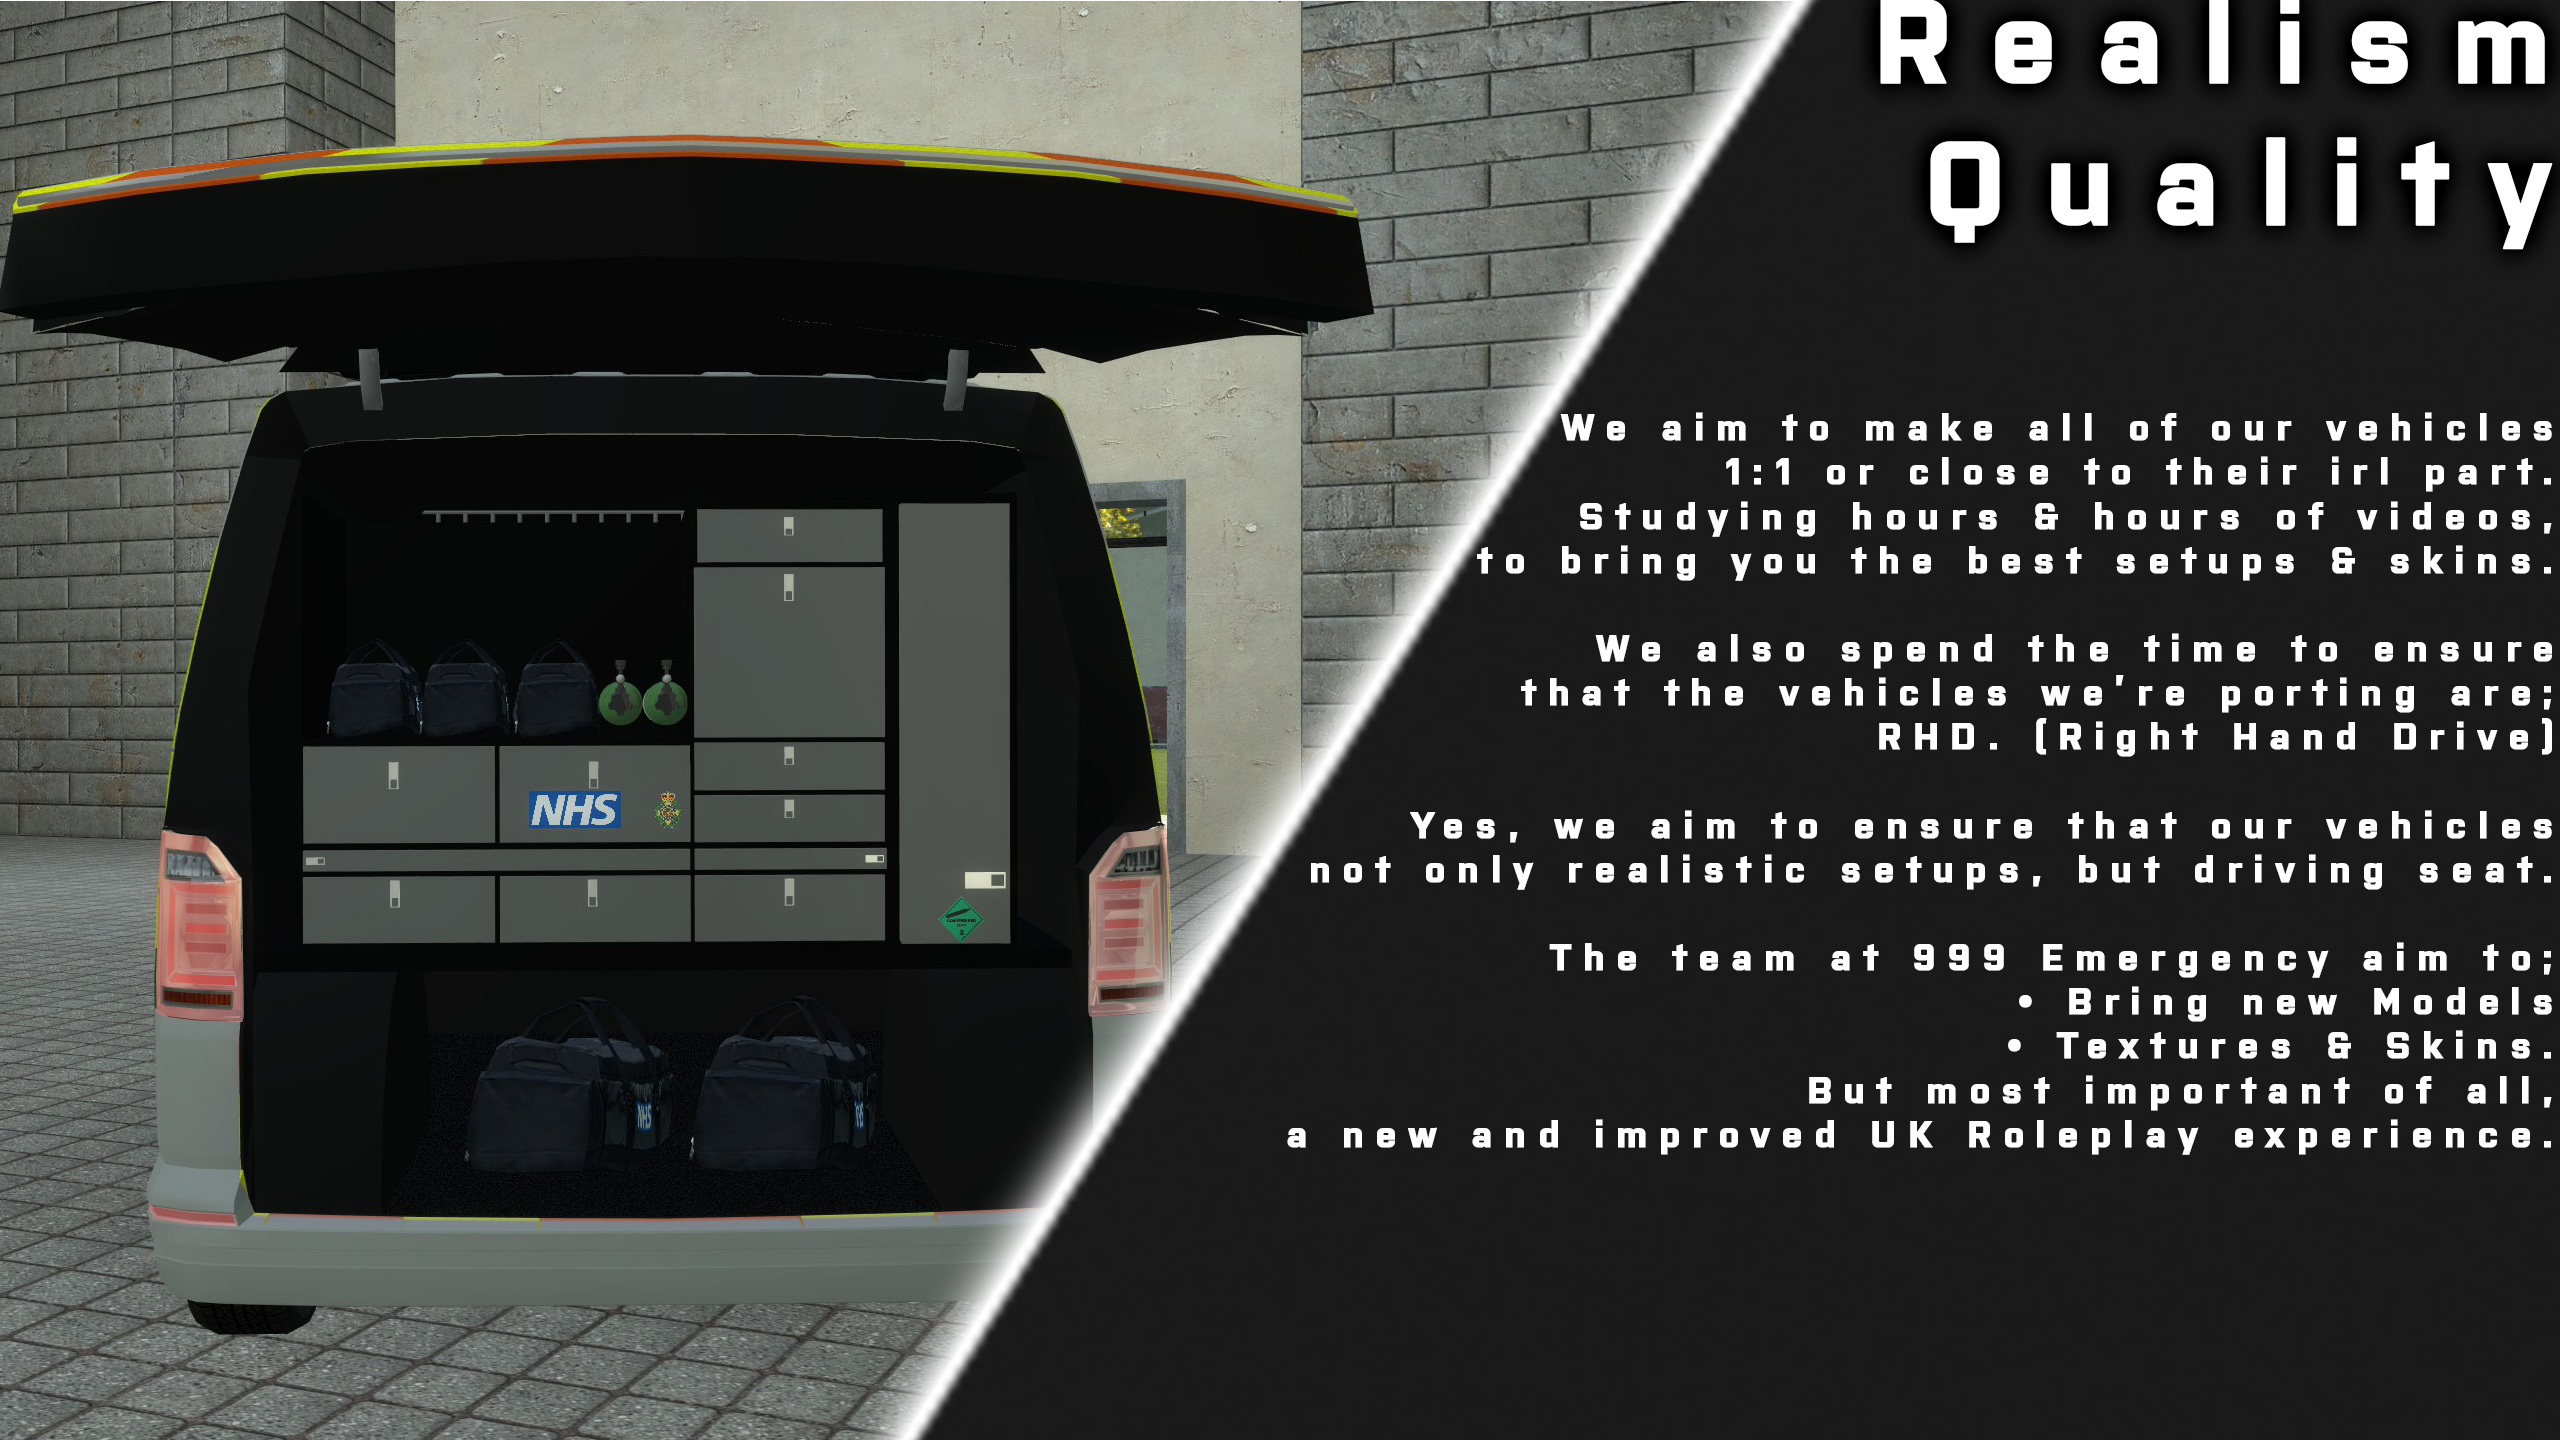 Realism
Quality
We aim to make all of our vehicles
1:1 or close to their irl part.
Studying hours & hours of videos,
to bring you the best setups & skins.
We also spend the time to ensure
that the vehicles we're porting are;
RHD. (Right Hand Drive)
Yes, we aim to ensure that our vehicles
not only realistic setups, but driving seat.
The team at 999 Emergency aim to;
• Bring new Models
• Textures & Skins.
But most important of all,
a new and improved UK Roleplay experience.
NHS
COMPRESSED
GAS
2
NHS